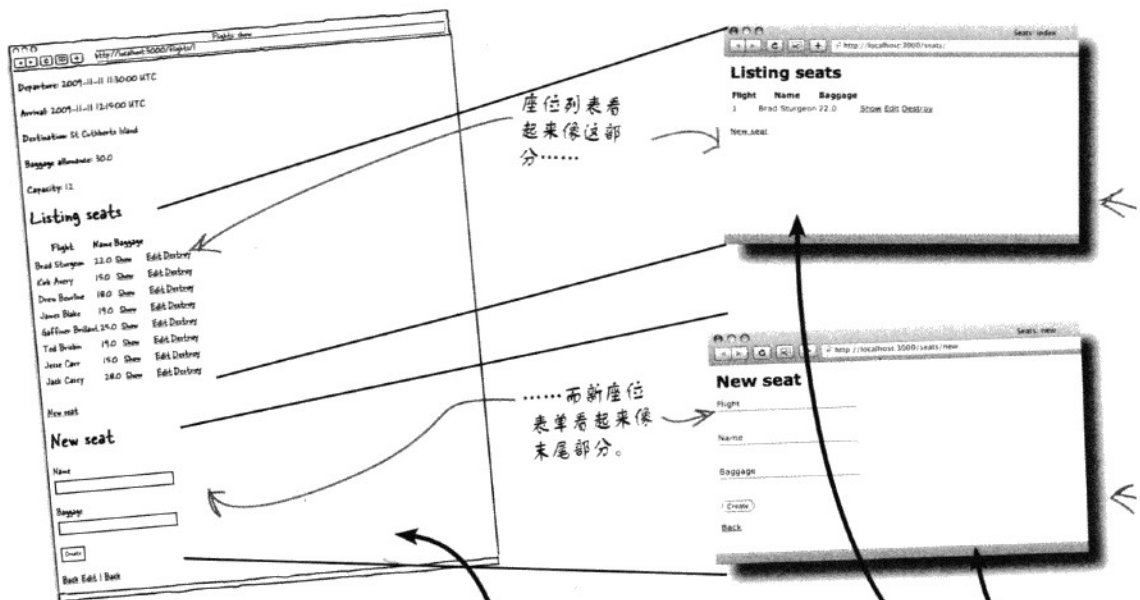 Flights: show
http://localhost:3000/flights/1
Departure: 2009-11-11 11:30:00 UTC
Arrival: 2009-11-11 12:19:00 UTC
Destination: St Cuthberts Island
Baggage allowance: 30.0
Capacity: 12
Listing seats
Flight Name Baggage
Brad Sturgeon 22.0 Show Edit Destroy
Kirk Avery 15.0 Show Edit Destroy
Drew Bowline 18.0 Show Edit Destroy
James Blake 19.0 Show Edit Destroy
Gaffiner Brillant 25.0 Show Edit Destroy
Ted Brisbin 19.0 Show Edit Destroy
Jesse Carr 15.0 Show Edit Destroy
Jack Carey 28.0 Show Edit Destroy
New seat
New seat
Name
Baggage
Create
Back Edit | Back
座位列表看
起来像这部
分……
……而新座位
表单看起来像
末尾部分。
Seats: index
http://localhost:3000/seats/
Listing seats
Flight Name Baggage
1 Brad Sturgeon 22.0 Show Edit Destroy
New seat
Seats: new
http://localhost:3000/seats/new
New seat
Flight
Name
Baggage
Create
Back